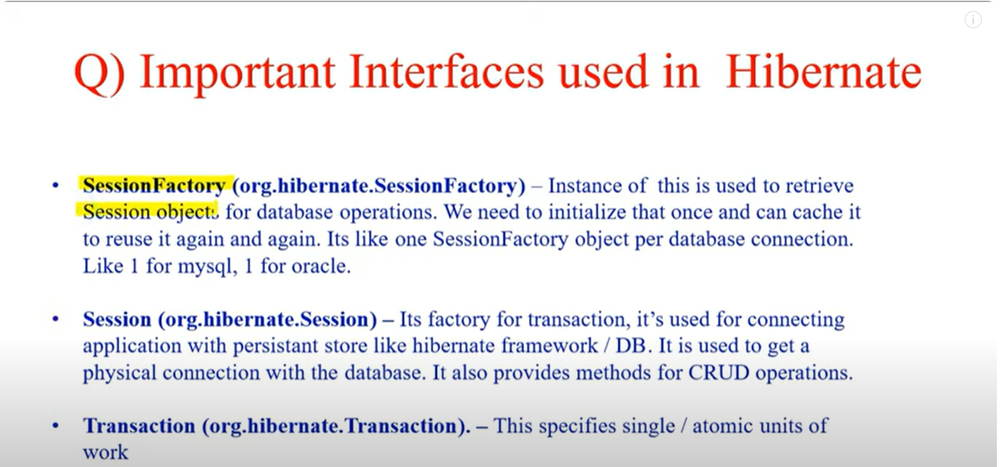 Q) Important Interfaces used in Hibernate
• SessionFactory (org.hibernate.SessionFactory) – Instance of this is used to retrieve
Session objects for database operations. We need to initialize that once and can cache it
to reuse it again and again. Its like one SessionFactory object per database connection.
Like 1 for mysql, 1 for oracle.
• Session (org.hibernate.Session) – Its factory for transaction, it’s used for connecting
application with persistant store like hibernate framework / DB. It is used to get a
physical connection with the database. It also provides methods for CRUD operations.
• Transaction (org.hibernate.Transaction). – This specifies single / atomic units of
work